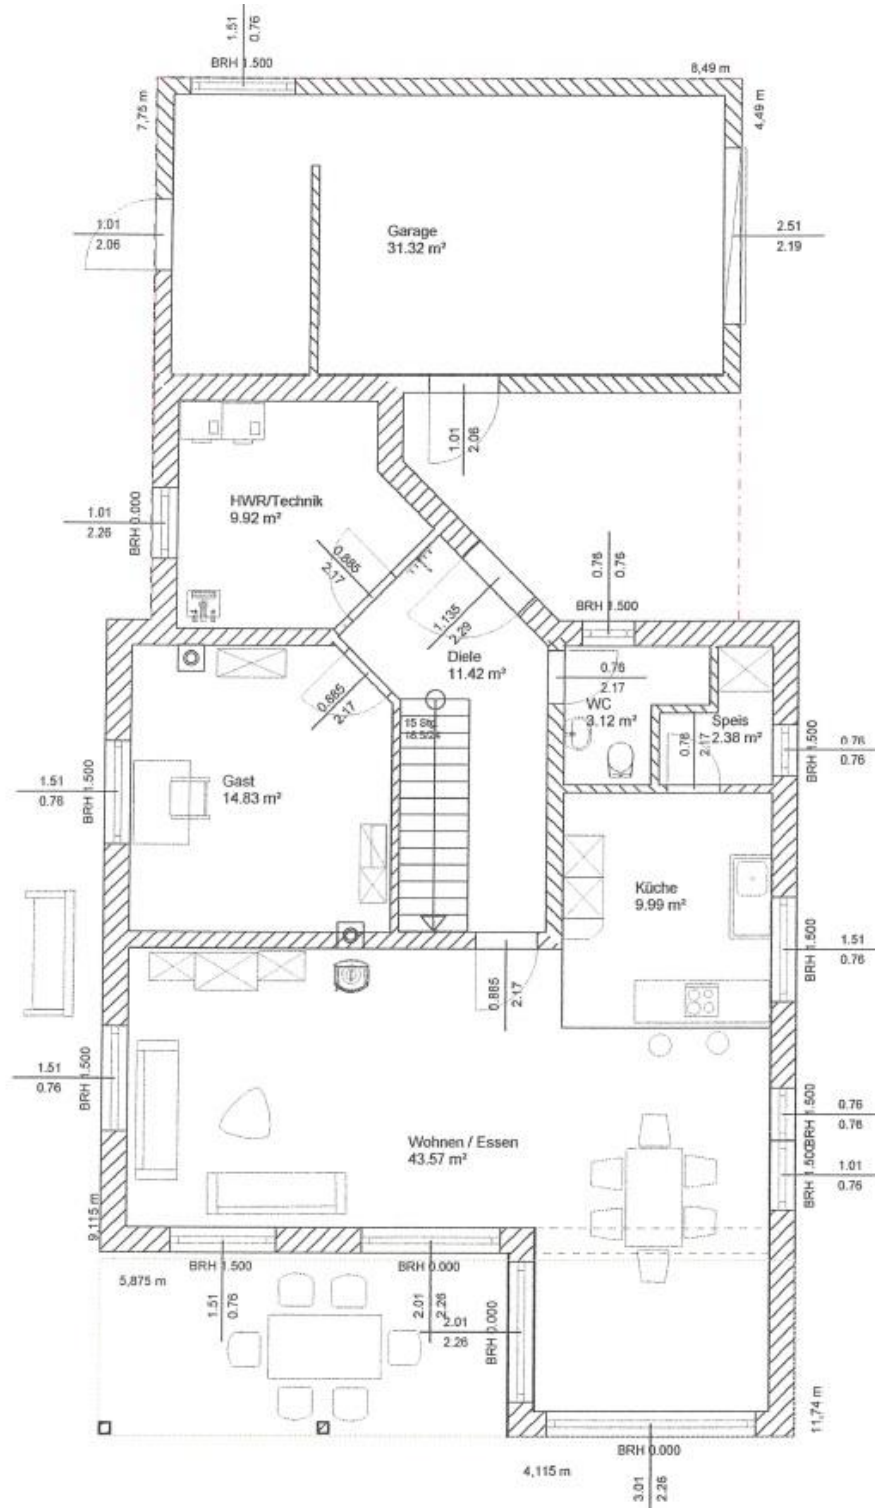 1.51
0.76
BRH 1.500
8,49 m
7,75 m
4,49 m
1.01
2.06
Garage
31.32 m²
2.51
2.19
1.01
2.06
1.01
2.26
BRH 0.000
HWR/Technik
9.92 m²
0.885
2.17
0.76
0.76
BRH 1.500
1.135
2.29
Diele
11.42 m²
0.885
2.17
0.76
2.17
WC
3.12 m²
Speis
2.38 m²
0.76
2.17
BRH 1.500
0.76
0.76
15 Stg.
18.5/24
1.51
0.76
BRH 1.500
Gast
14.83 m²
Küche
9.99 m²
BRH 1.500
1.51
0.76
0.885
2.17
1.51
0.76
BRH 1.500
Wohnen / Essen
43.57 m²
BRH 1.500
0.76
0.76
BRH 1.500
1.01
0.76
9,115 m
5,875 m
BRH 1.500
1.51
0.76
BRH 0.000
2.01
2.26
2.01
2.26
BRH 0.000
11,74 m
4,115 m
BRH 0.000
3.01
2.26